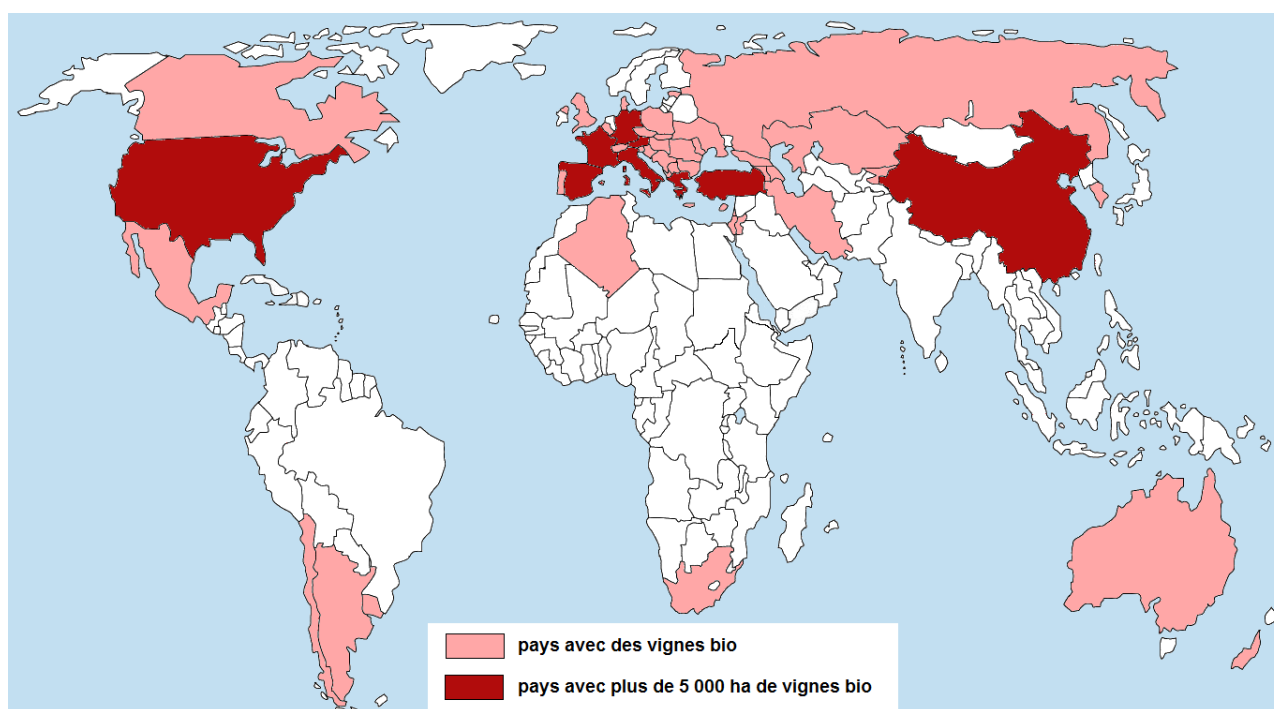 pays avec des vignes bio
pays avec plus de 5 000 ha de vignes bio